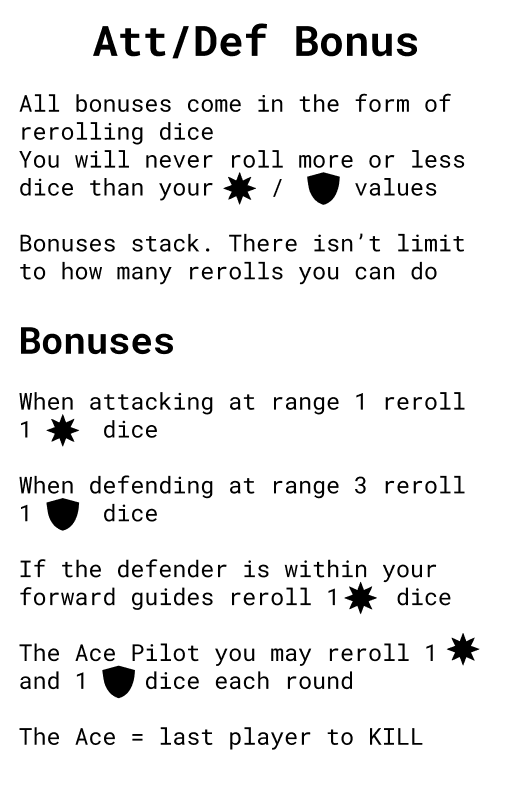 Att/Def Bonus
All bonuses come in the form of
rerolling dice
You will never roll more or less
dice than your / values
Bonuses stack. There isn't limit
to how many rerolls you can do
Bonuses
When attacking at range 1 reroll
1 dice
When defending at range 3 reroll
1 dice
If the defender is within your
forward guides reroll 1 dice
The Ace Pilot you may reroll 1
and 1 dice each round
The Ace = last player to KILL